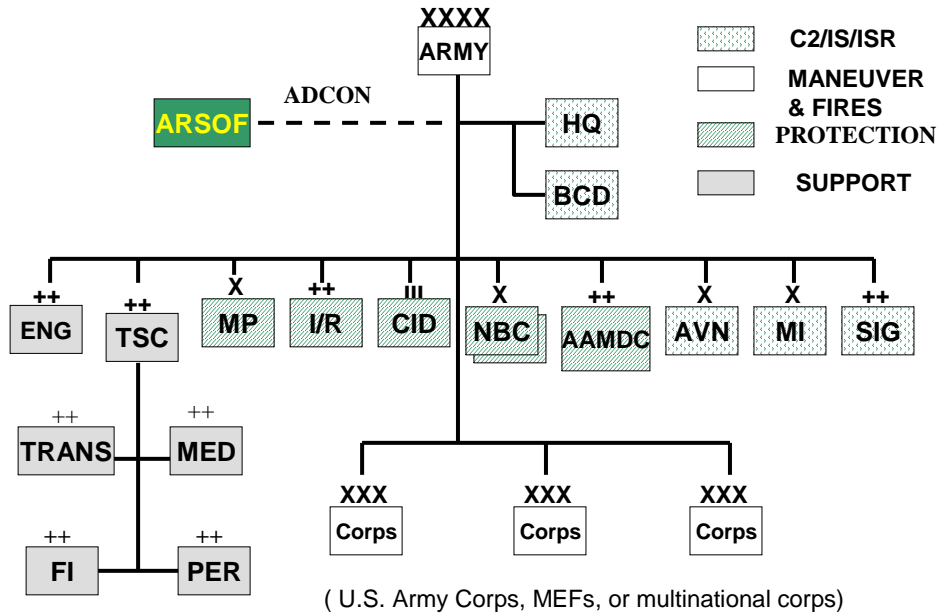 XXXX
ARMY
C2/IS/ISR
MANEUVER
& FIRES
PROTECTION
SUPPORT
ADCON
ARSOF
HQ
BCD
++
++
X
++
III
X
++
X
X
++
ENG
TSC
MP
I/R
CID
NBC
AAMDC
AVN
MI
SIG
++
++
TRANS
MED
++
++
FI
PER
XXX
XXX
XXX
Corps
Corps
Corps
( U.S. Army Corps, MEFs, or multinational corps)